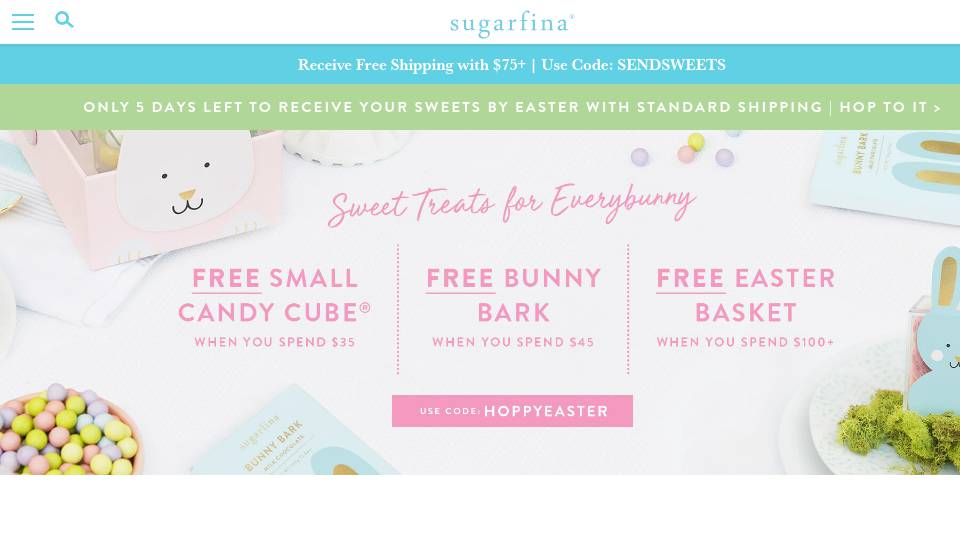 sugarfina®
Receive Free Shipping with $75+ | Use Code: SENDSWEETS
ONLY 5 DAYS LEFT TO RECEIVE YOUR SWEETS BY EASTER WITH STANDARD SHIPPING | HOP TO IT >
sugarfina
BUNNY BARK
Sweet Treats for Everybunny
FREE SMALL
CANDY CUBE®
WHEN YOU SPEND $35
FREE BUNNY
BARK
WHEN YOU SPEND $45
FREE EASTER
BASKET
WHEN YOU SPEND $100+
USE CODE: HOPPYEASTER
sugarfina
BUNNY BARK
MILK CHOCOLATE